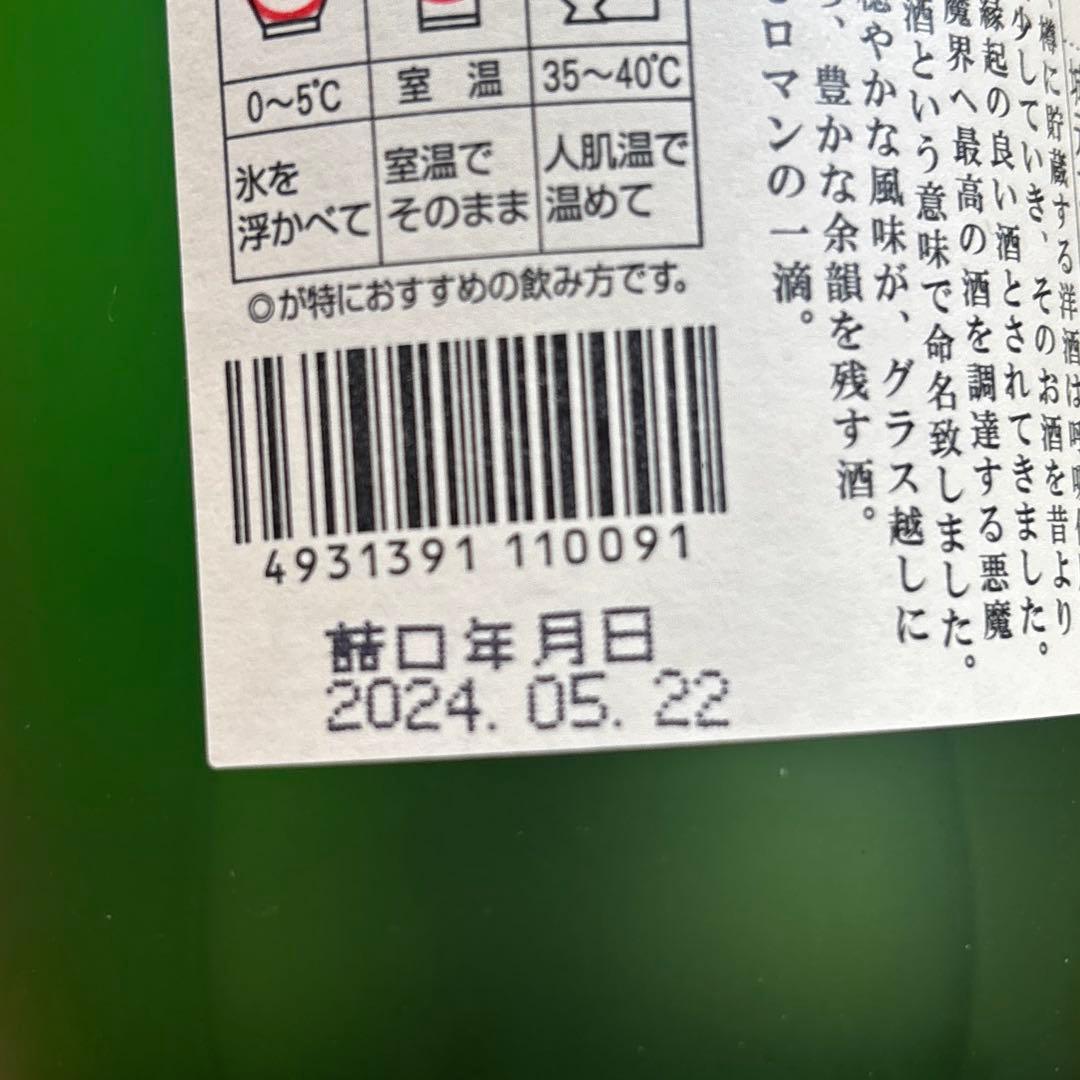 0～5℃ 室温 35～40℃
氷を浮かべて 室温でそのまま 人肌温で温めて
◎が特におすすめの飲み方です。
4931391 110091
詰口年月日
2024.05.22
樽に貯蔵する洋酒は呼吸
少していき、そのお酒を昔より
縁起の良い酒とされてきました。
魔界へ最高の酒を調達する悪魔
酒という意味で命名致しました。
穏やかな風味が、グラス越しに
、豊かな余韻を残す酒。
ロマンの一滴。